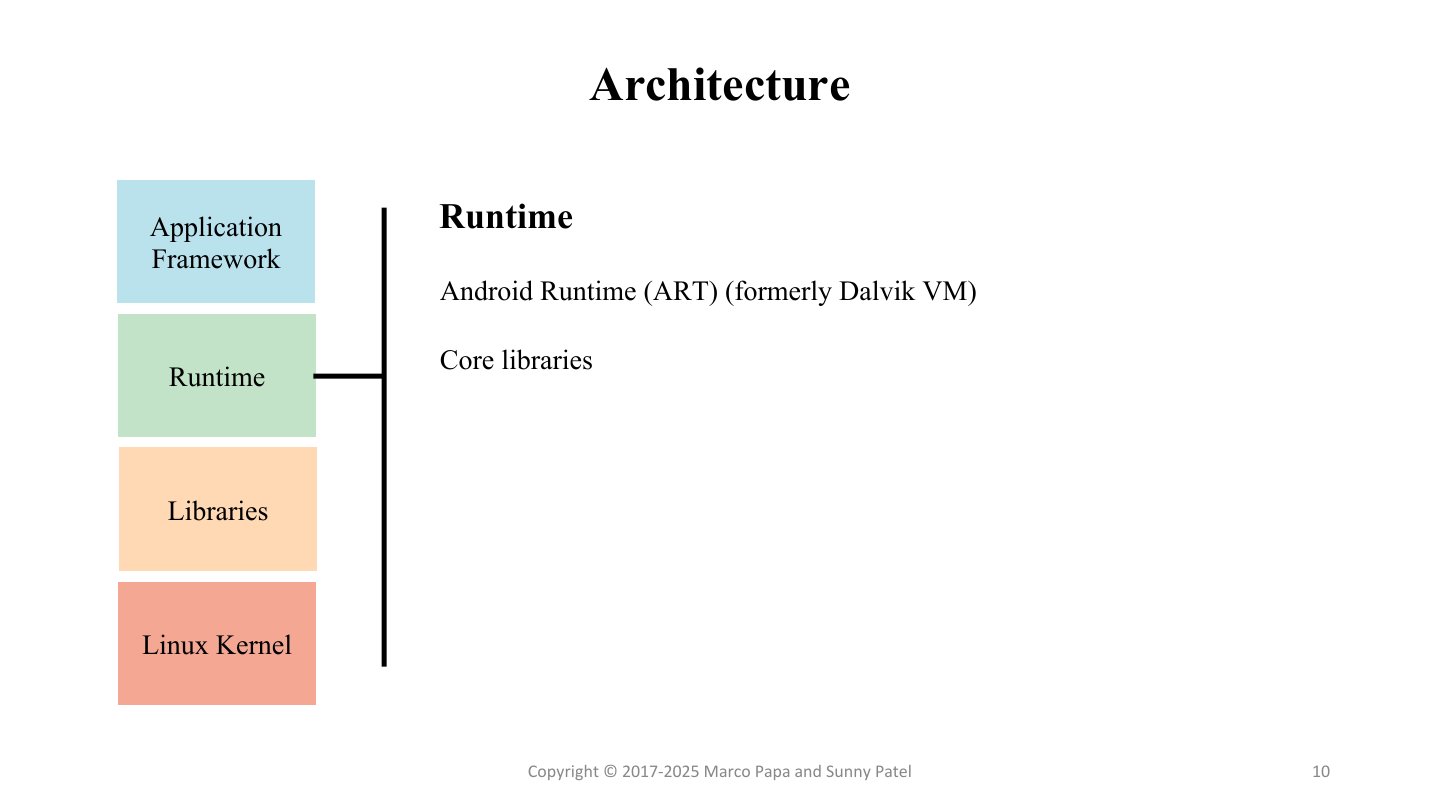 Architecture
Application
Framework
Runtime
Libraries
Linux Kernel
Runtime
Android Runtime (ART) (formerly Dalvik VM)
Core libraries
Copyright © 2017-2025 Marco Papa and Sunny Patel
10